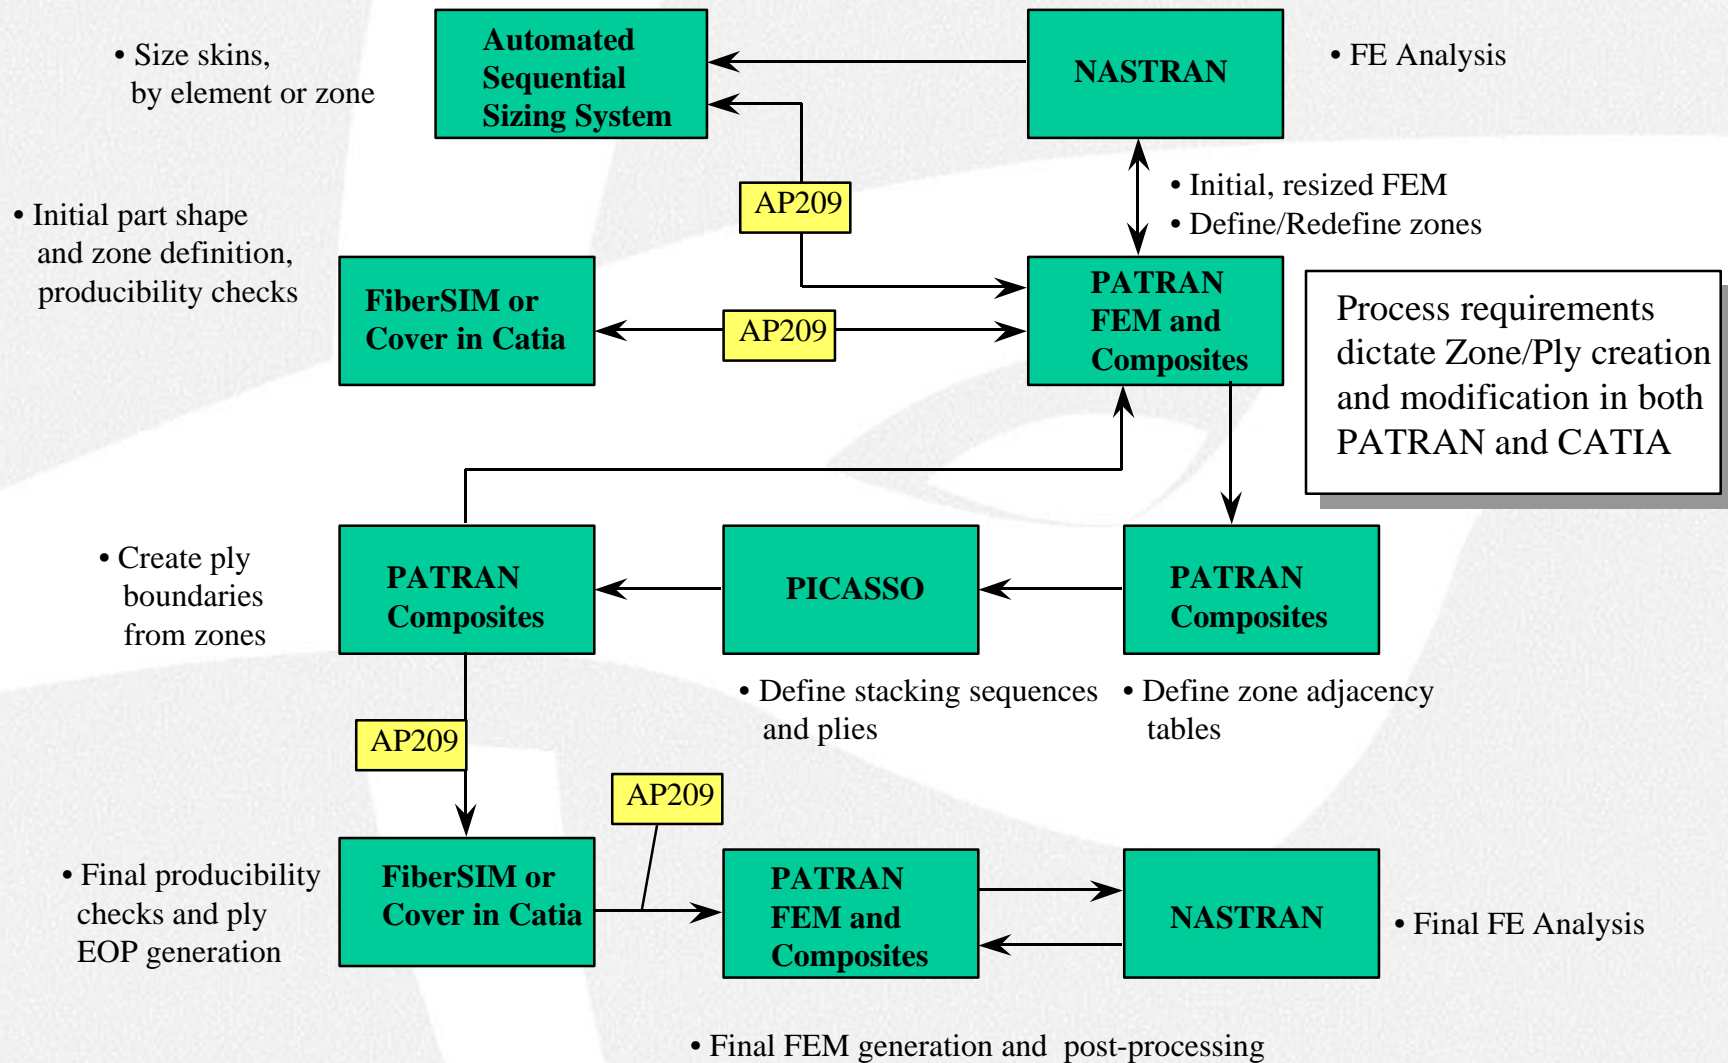 • Size skins,
by element or zone
Automated
Sequential
Sizing System
NASTRAN
• FE Analysis
AP209
• Initial, resized FEM
• Define/Redefine zones
• Initial part shape
and zone definition,
producibility checks
FiberSIM or
Cover in Catia
AP209
PATRAN
FEM and
Composites
Process requirements
dictate Zone/Ply creation
and modification in both
PATRAN and CATIA
• Create ply
boundaries
from zones
PATRAN
Composites
PICASSO
PATRAN
Composites
• Define stacking sequences
and plies
• Define zone adjacency
tables
AP209
AP209
• Final producibility
checks and ply
EOP generation
FiberSIM or
Cover in Catia
PATRAN
FEM and
Composites
NASTRAN
• Final FE Analysis
• Final FEM generation and post-processing